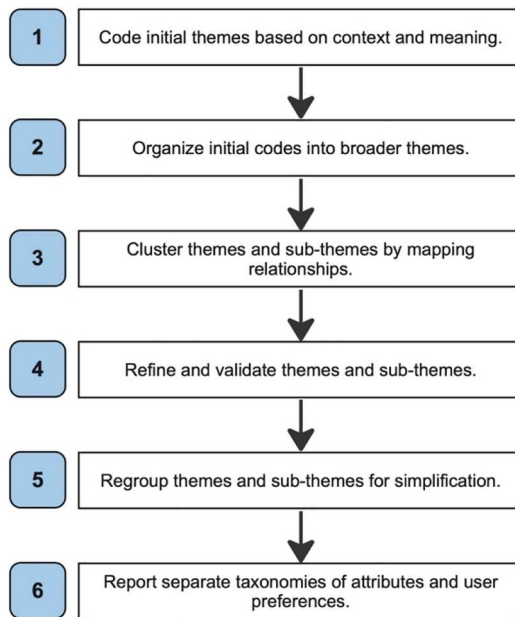 1
Code initial themes based on context and meaning.
2
Organize initial codes into broader themes.
3
Cluster themes and sub-themes by mapping
relationships.
4
Refine and validate themes and sub-themes.
5
Regroup themes and sub-themes for simplification.
6
Report separate taxonomies of attributes and user
preferences.